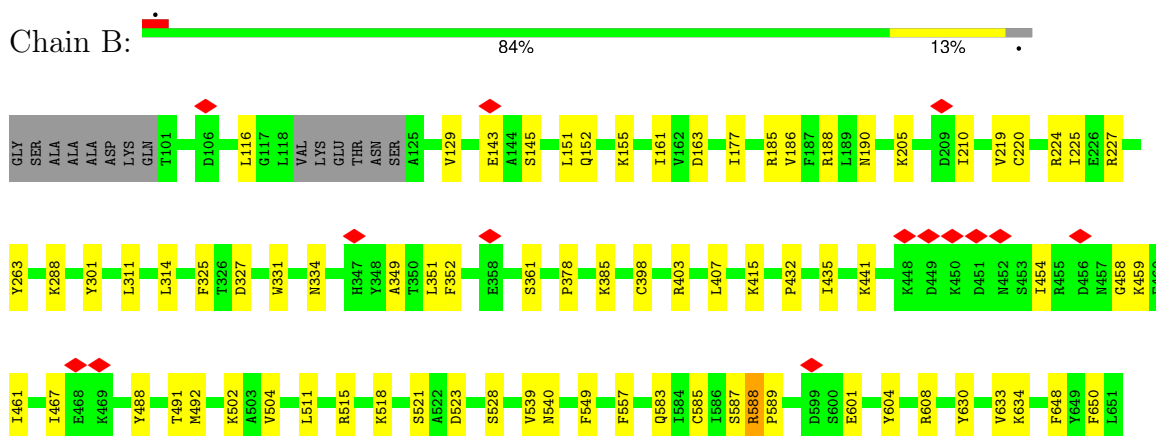 Chain B:
84% 13%
GLY SER ALA ALA ALA ASP LYS GLN T101 D106 L116 G117 L118 VAL LYS GLU THR ASN SER A125 V129 E143 A144 S145 L151 Q152 K155 I161 V162 D163 I177 R185 V186 F187 R188 L189 N190 K205 D209 I210 V219 C220 R224 I225 E226 R227
Y263 K288 Y301 L311 L314 F325 T326 D327 W331 N334 H347 Y348 A349 T350 L351 F352 E358 S361 P378 K385 C398 R403 L407 K415 P432 I435 K441 K448 D449 K450 D451 N452 S453 I454 R455 D456 N457 G458 K459 E460
I461 I467 E468 K469 Y488 T491 M492 K502 A503 V504 L511 R515 K518 S521 A522 D523 S528 V539 N540 F549 F557 Q583 I584 C585 I586 S587 R588 P589 D599 S600 E601 Y604 R608 Y630 V633 K634 F648 Y649 F650 L651